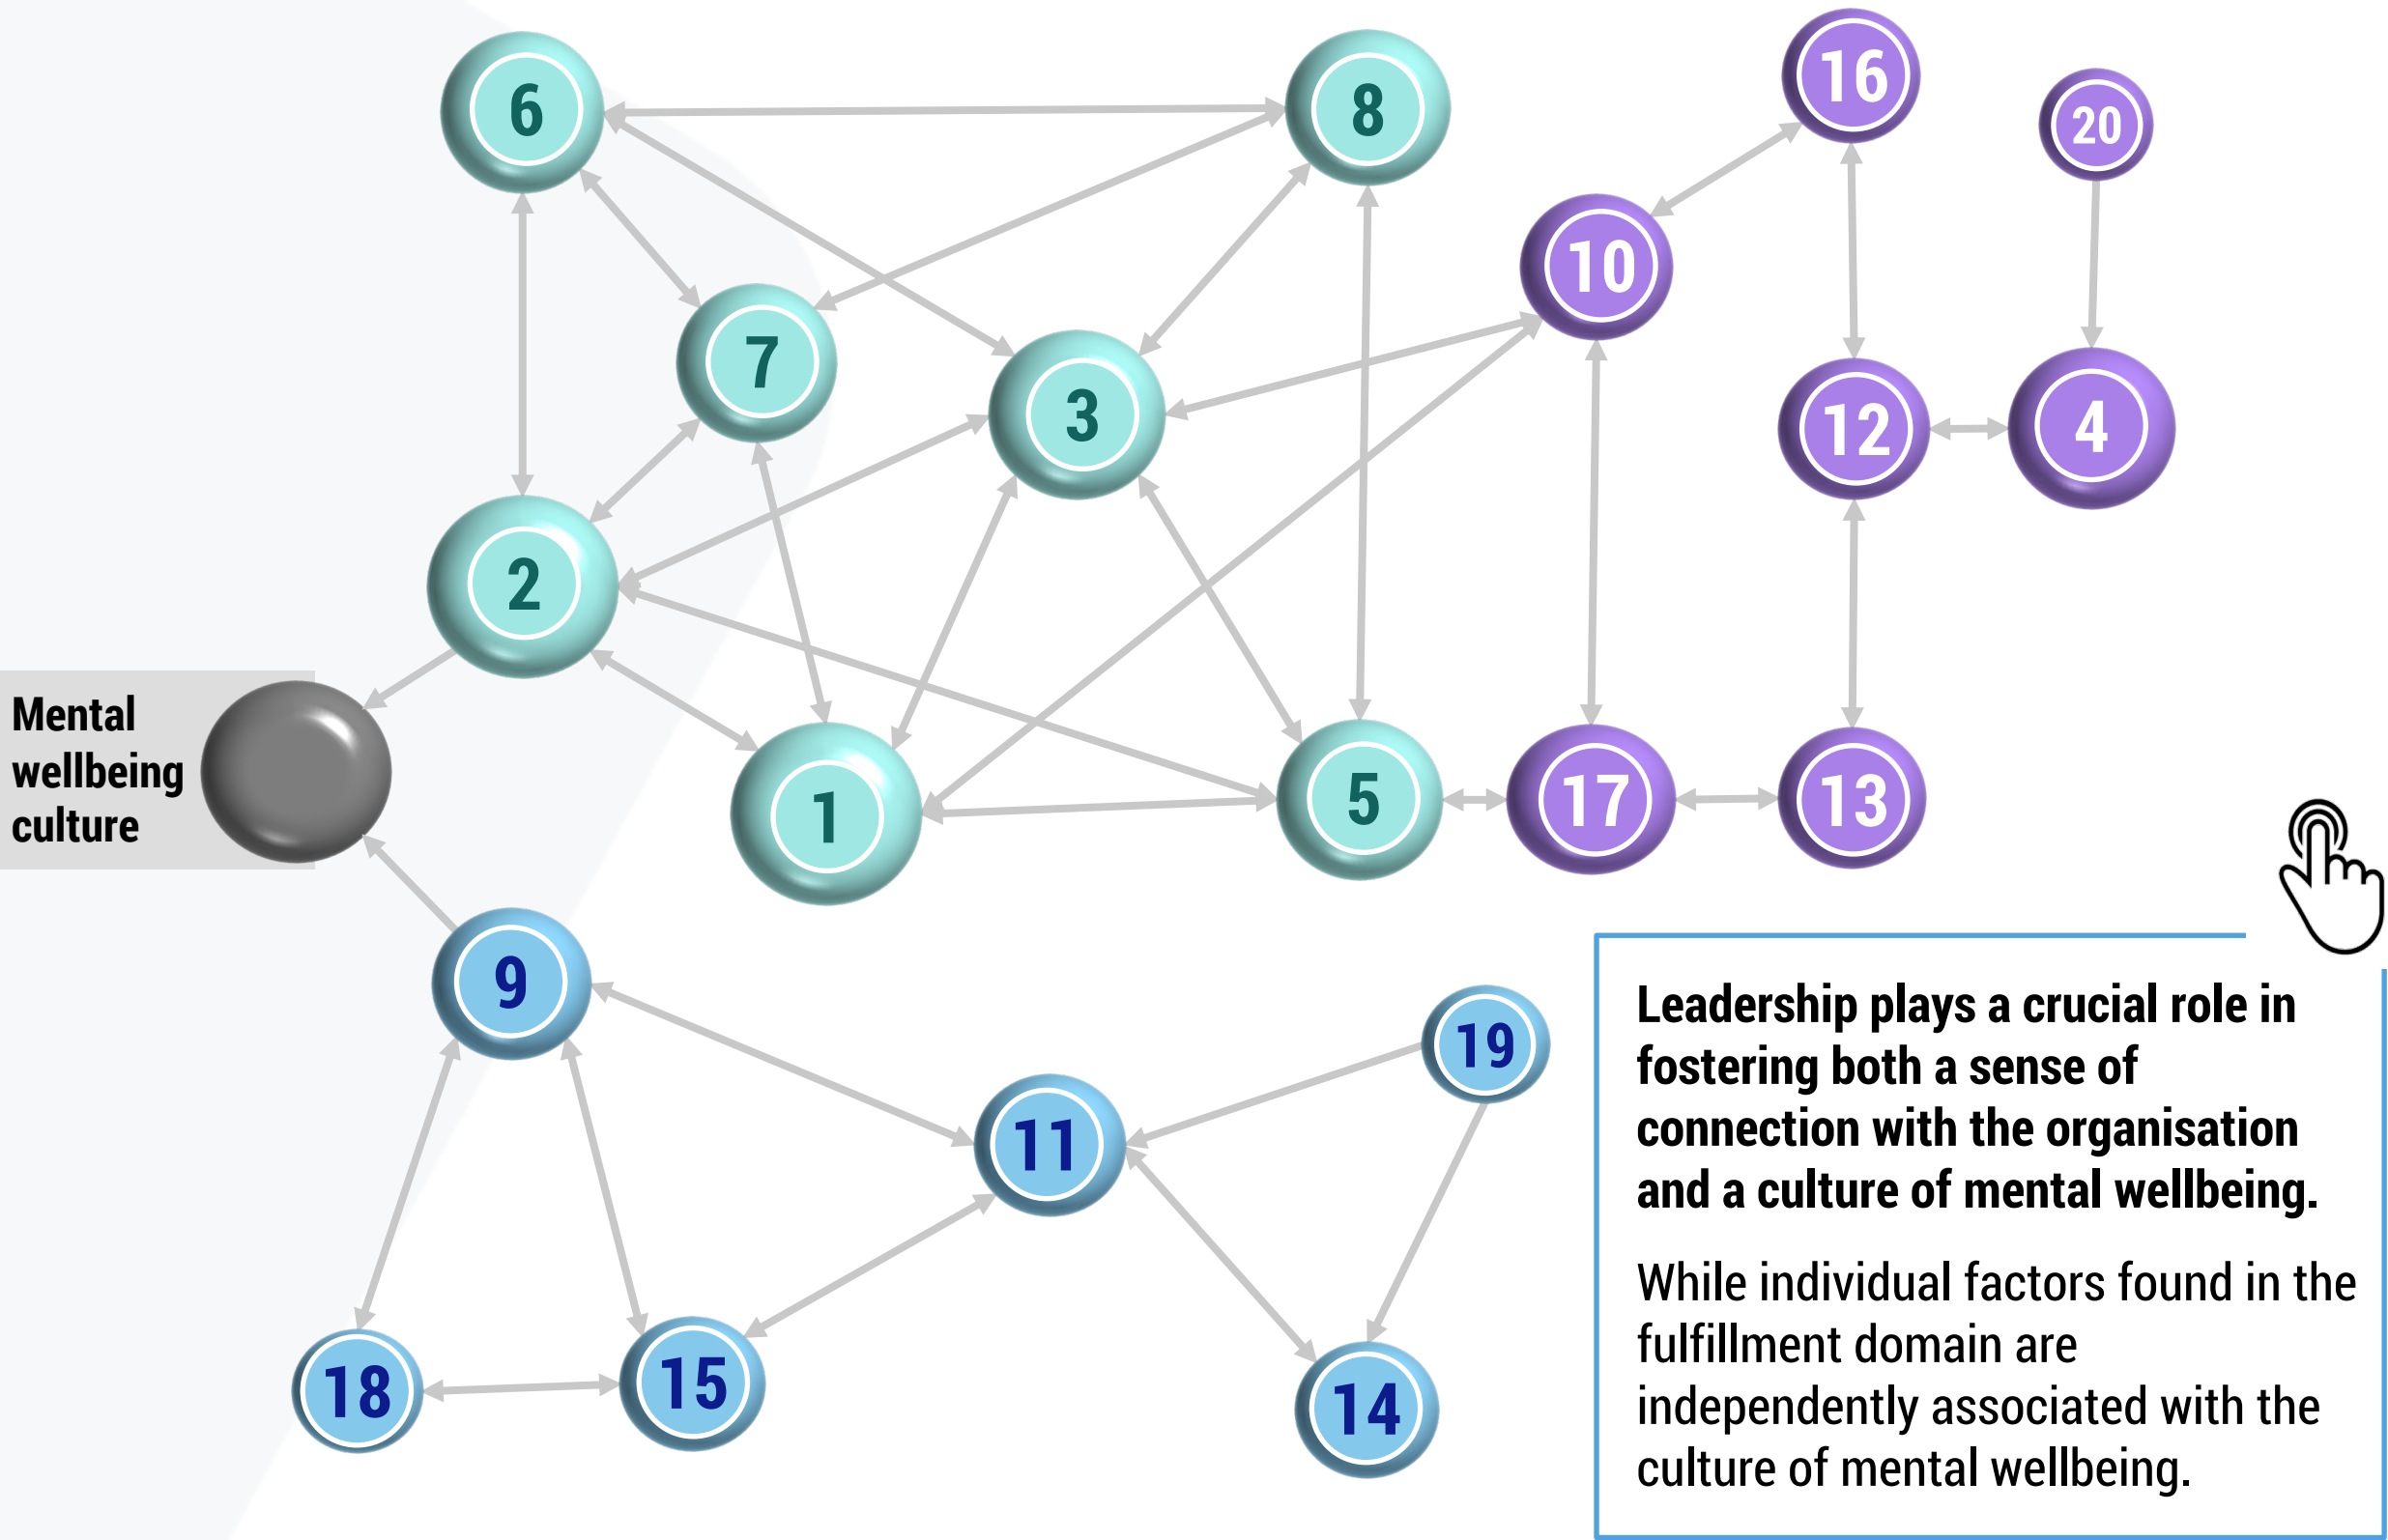 6
8
16
20
10
7
3
12
4
2
Mental
wellbeing
culture
1
5
17
13
9
11
19
18
15
14
Leadership plays a crucial role in
fostering both a sense of
connection with the organisation
and a culture of mental wellbeing.
While individual factors found in the
fulfillment domain are
independently associated with the
culture of mental wellbeing.